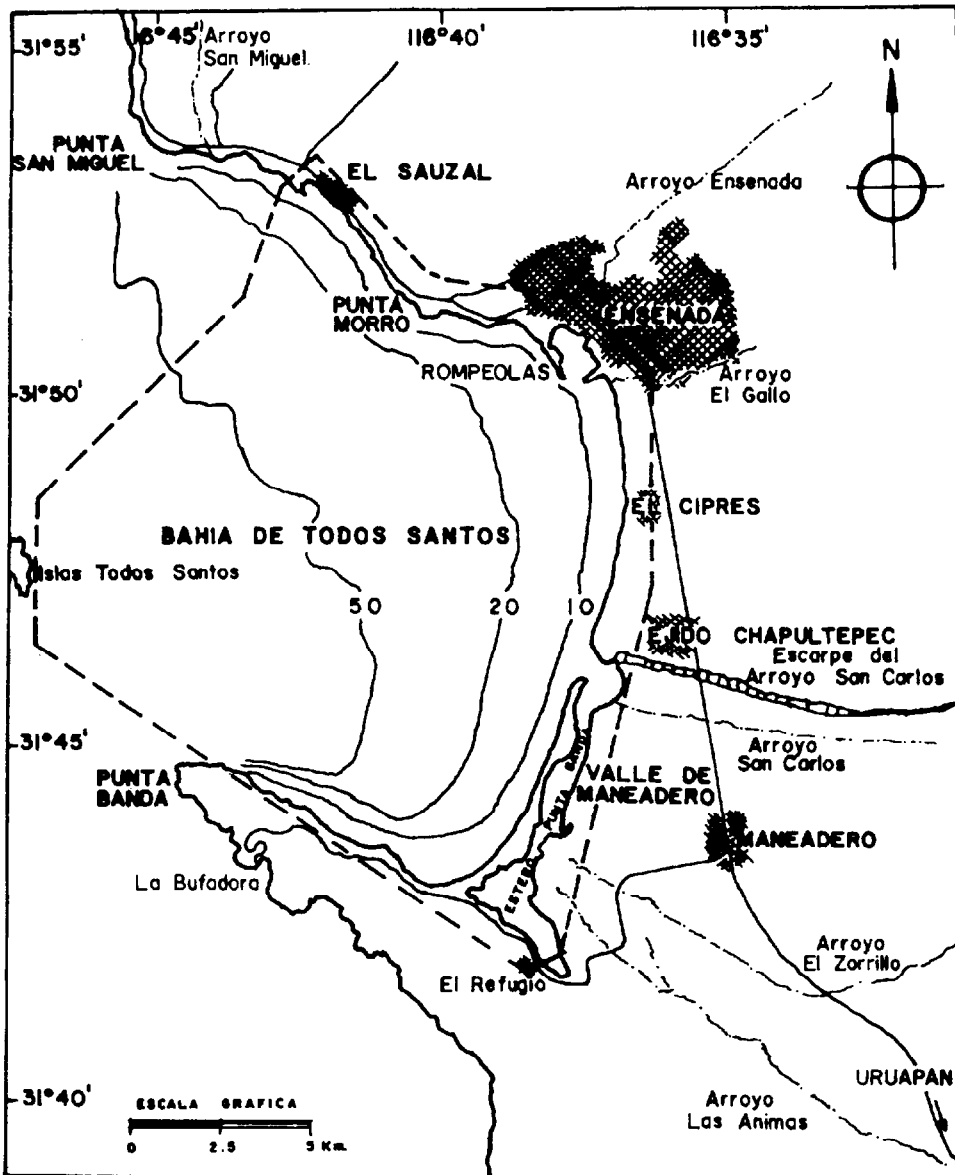 116°45'
116°40'
116°35'
31°55'
Arroyo
San Miguel
N
PUNTA
SAN MIGUEL
EL SAUZAL
Arroyo Ensenada
PUNTA
MORRO
ENSENADA
ROMPEOLAS
31°50'
Arroyo
El Gallo
EL CIPRES
BAHIA DE TODOS SANTOS
Islas Todos Santos
50
20
10
EJIDO CHAPULTEPEC
Escarpe del
Arroyo San Carlos
31°45'
Arroyo
San Carlos
PUNTA
BANDA
VALLE DE
MANEADERO
ESTERO PUNTA BANDA
MANEADERO
La Bufadora
Arroyo
El Zorrillo
El Refugio
31°40'
URUAPAN
Arroyo
Las Animas
ESCALA GRAFICA
0 2.5 5 Km.